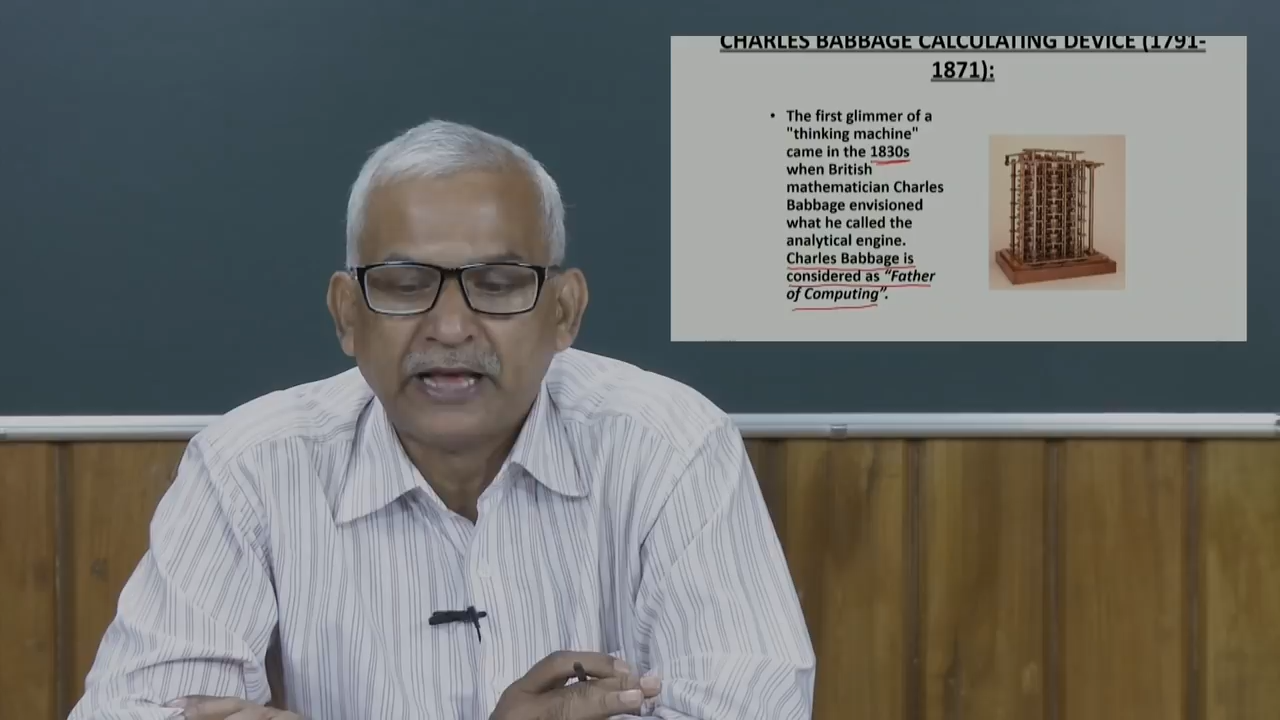 CHARLES BABBAGE CALCULATING DEVICE (1791-
1871):
• The first glimmer of a
"thinking machine"
came in the 1830s
when British
mathematician Charles
Babbage envisioned
what he called the
analytical engine.
Charles Babbage is
considered as “Father
of Computing”.